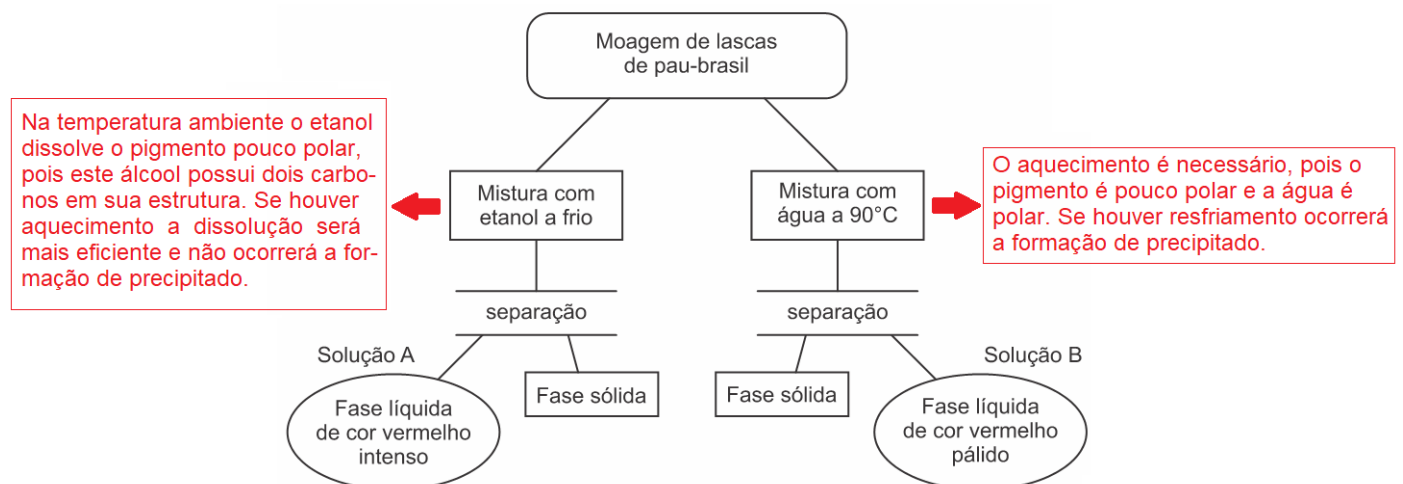 Moagem de lascas
de pau-brasil
Na temperatura ambiente o etanol
dissolve o pigmento pouco polar,
pois este álcool possui dois carbo-
nos em sua estrutura. Se houver
aquecimento a dissolução será
mais eficiente e não ocorrerá a for-
mação de precipitado.
Mistura com
etanol a frio
Mistura com
água a 90°C
O aquecimento é necessário, pois o
pigmento é pouco polar e a água é
polar. Se houver resfriamento ocorrerá
a formação de precipitado.
separação
separação
Solução A
Fase líquida
de cor vermelho
intenso
Fase sólida
Fase sólida
Solução B
Fase líquida
de cor vermelho
pálido